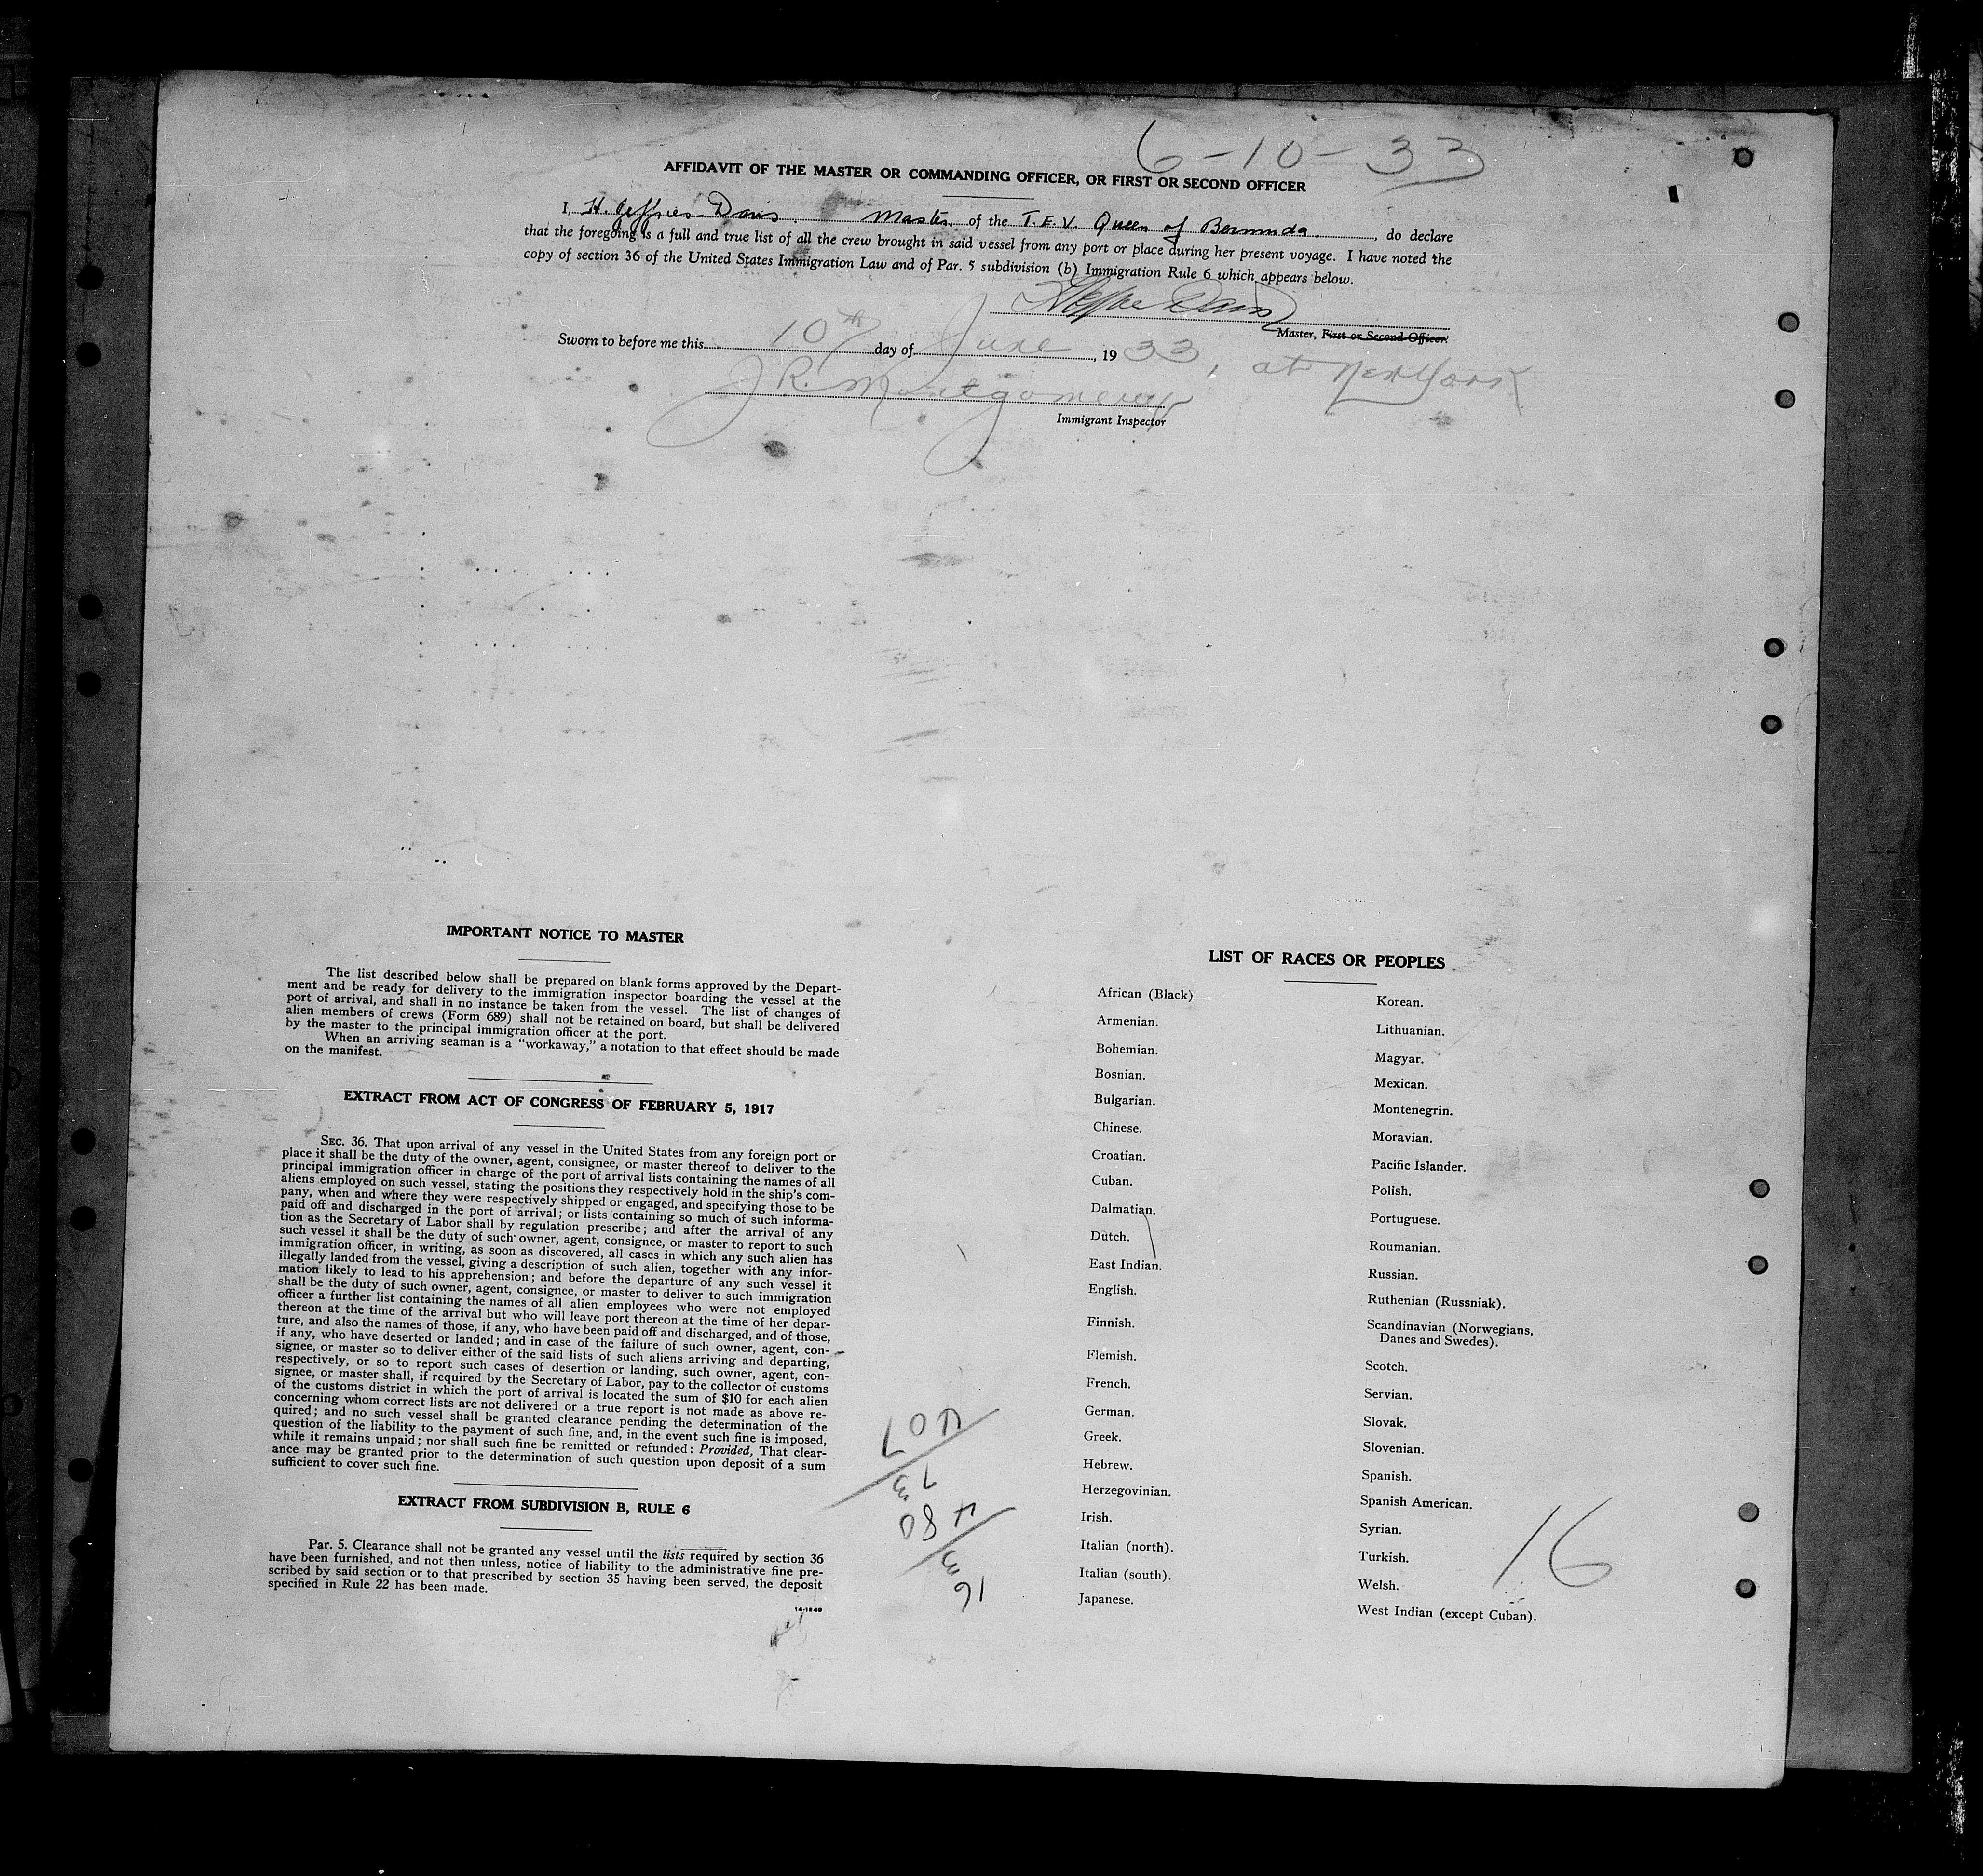 6-10-33
AFFIDAVIT OF THE MASTER OR COMMANDING OFFICER, OR FIRST OR SECOND OFFICER
I, H. Jeffries-Davis. Master, of the T.E.V. Queen of Bermuda., do declare
that the foregoing is a full and true list of all the crew brought in said vessel from any port or place during her present voyage. I have noted the
copy of section 36 of the United States Immigration Law and of Par. 5 subdivision (b) Immigration Rule 6 which appears below.
Master, First or Second Officer.
Sworn to before me this 10th day of June, 1933, at New York
J R. Montgomery
Immigrant Inspector
IMPORTANT NOTICE TO MASTER
The list described below shall be prepared on blank forms approved by the Depart-
ment and be ready for delivery to the immigration inspector boarding the vessel at the
port of arrival, and shall in no instance be taken from the vessel. The list of changes of
alien members of crews (Form 689) shall not be retained on board, but shall be delivered
by the master to the principal immigration officer at the port.
When an arriving seaman is a "workaway," a notation to that effect should be made
on the manifest.
EXTRACT FROM ACT OF CONGRESS OF FEBRUARY 5, 1917
SEC. 36. That upon arrival of any vessel in the United States from any foreign port or
place it shall be the duty of the owner, agent, consignee, or master thereof to deliver to the
principal immigration officer in charge of the port of arrival lists containing the names of all
aliens employed on such vessel, stating the positions they respectively hold in the ship's com-
pany, when and where they were respectively shipped or engaged, and specifying those to be
paid off and discharged in the port of arrival; or lists containing so much of such informa-
tion as the Secretary of Labor shall by regulation prescribe; and after the arrival of any
such vessel it shall be the duty of such owner, agent, consignee, or master to report to such
immigration officer, in writing, as soon as discovered, all cases in which any such alien has
illegally landed from the vessel, giving a description of such alien, together with any infor-
mation likely to lead to his apprehension; and before the departure of any such vessel it
shall be the duty of such owner, agent, consignee, or master to deliver to such immigration
officer a further list containing the names of all alien employees who were not employed
thereon at the time of the arrival but who will leave port thereon at the time of her depar-
ture, and also the names of those, if any, who have been paid off and discharged, and of those,
if any, who have deserted or landed; and in case of the failure of such owner, agent, con-
signee, or master so to deliver either of the said lists of such aliens arriving and departing,
respectively, or so to report such cases of desertion or landing, such owner, agent, con-
signee, or master shall, if required by the Secretary of Labor, pay to the collector of customs
of the customs district in which the port of arrival is located the sum of $10 for each alien
concerning whom correct lists are not delivered or a true report is not made as above re-
quired; and no such vessel shall be granted clearance pending the determination of the
question of the liability to the payment of such fine, and, in the event such fine is imposed,
while it remains unpaid; nor shall such fine be remitted or refunded: Provided, That clear-
ance may be granted prior to the determination of such question upon deposit of a sum
sufficient to cover such fine.
EXTRACT FROM SUBDIVISION B, RULE 6
Par. 5. Clearance shall not be granted any vessel until the lists required by section 36
have been furnished, and not then unless, notice of liability to the administrative fine pre-
scribed by said section or to that prescribed by section 35 having been served, the deposit
specified in Rule 22 has been made.
14-1240
LIST OF RACES OR PEOPLES
African (Black)
Armenian.
Bohemian.
Bosnian.
Bulgarian.
Chinese.
Croatian.
Cuban.
Dalmatian.
Dutch.
East Indian.
English.
Finnish.
Flemish.
French.
German.
Greek.
Hebrew.
Herzegovinian.
Irish.
Italian (north).
Italian (south).
Japanese.
Korean.
Lithuanian.
Magyar.
Mexican.
Montenegrin.
Moravian.
Pacific Islander.
Polish.
Portuguese.
Roumanian.
Russian.
Ruthenian (Russniak).
Scandinavian (Norwegians,
Danes and Swedes).
Scotch.
Servian.
Slovak.
Slovenian.
Spanish.
Spanish American.
Syrian.
Turkish.
Welsh.
West Indian (except Cuban).
16